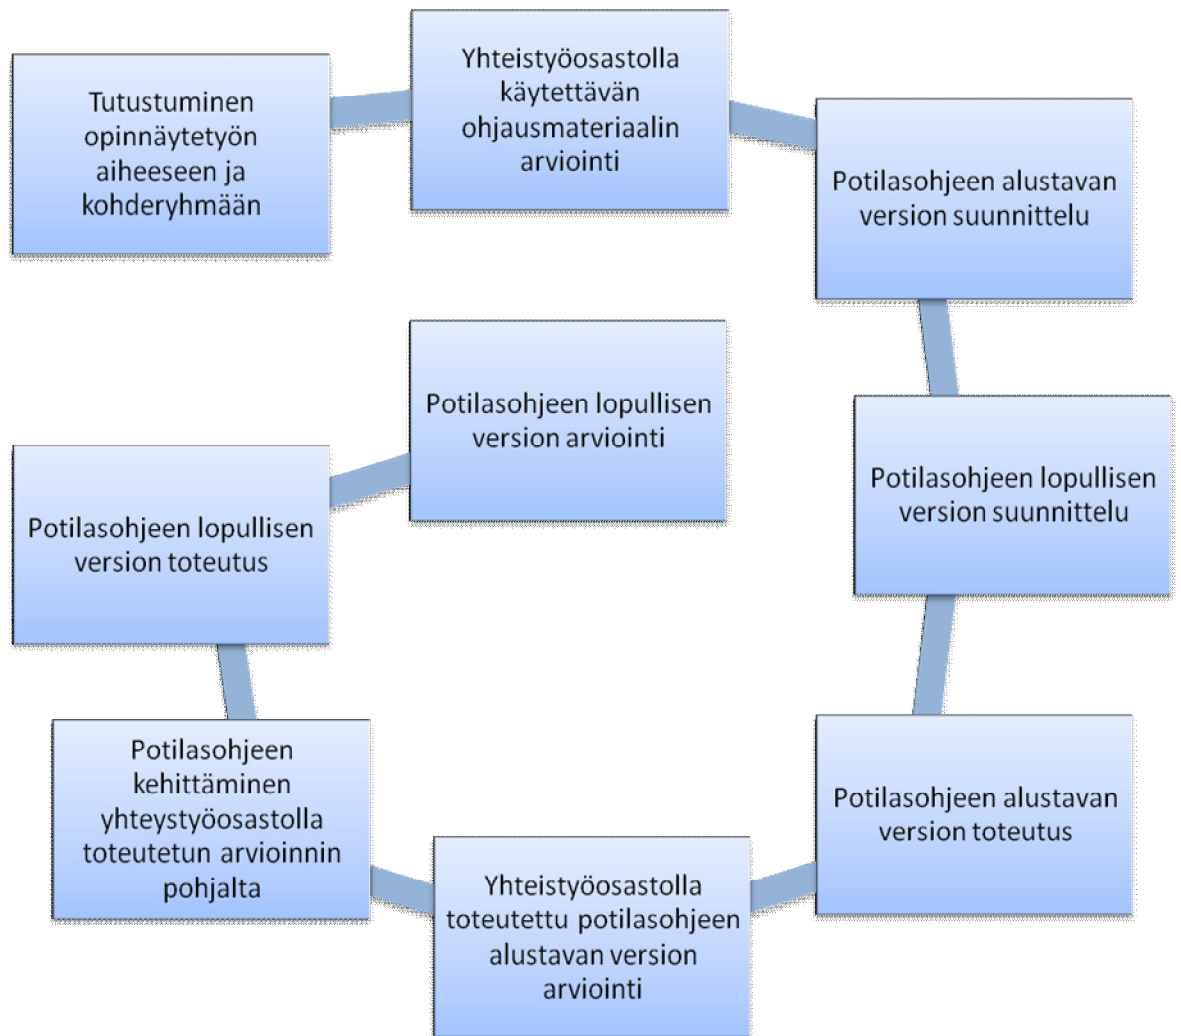 Tutustuminen
opinnäytetyön
aiheeseen ja
kohderyhmään
Yhteistyöosastolla
käytettävän
ohjausmateriaalin
arviointi
Potilasohjeen alustavan
version suunnittelu
Potilasohjeen lopullisen
version suunnittelu
Potilasohjeen alustavan
version toteutus
Yhteistyöosastolla
toteutettu potilasohjeen
alustavan version
arviointi
Potilasohjeen
kehittäminen
yhteystyöosastolla
toteutetun arvioinnin
pohjalta
Potilasohjeen lopullisen
version toteutus
Potilasohjeen lopullisen
version arviointi